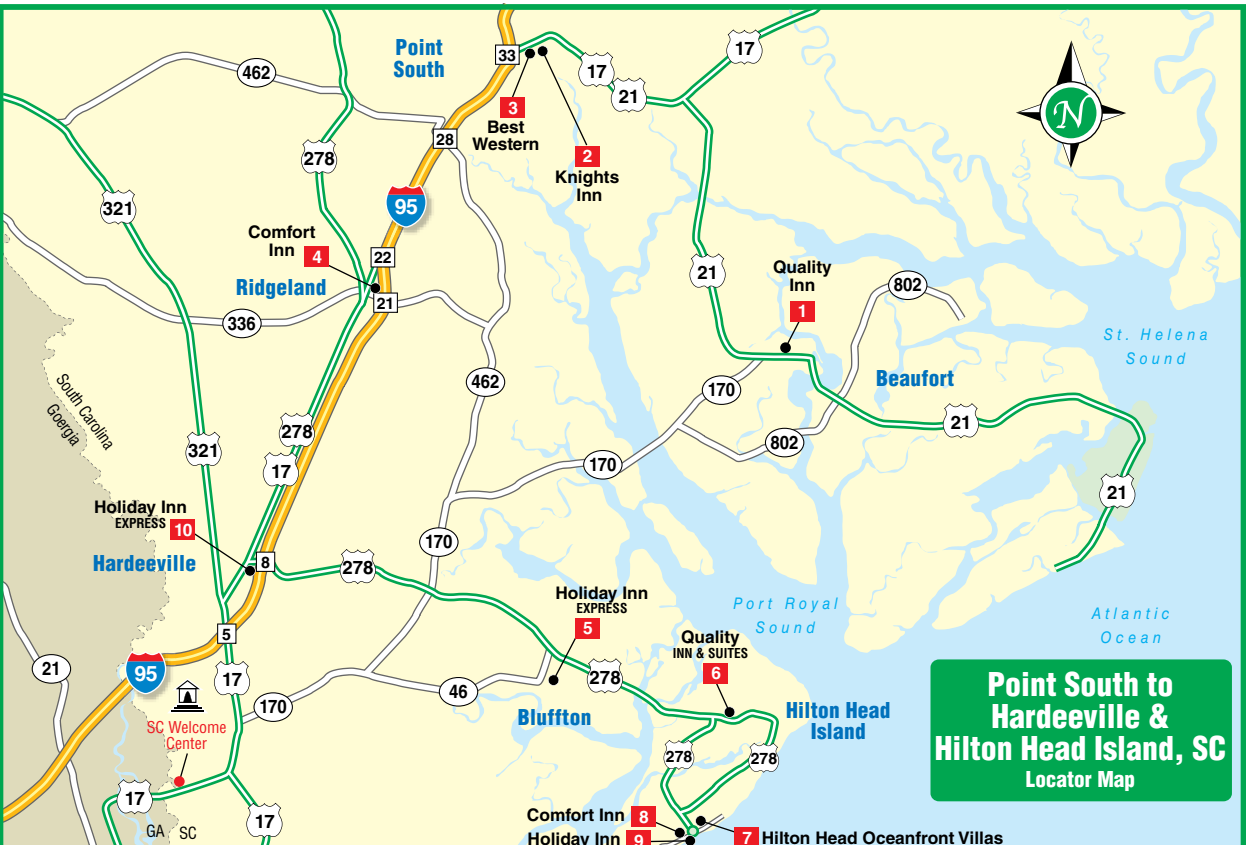 Point
South
33
17
17
21
462
N
3
Best
Western
28
2
Knights
Inn
278
95
321
Comfort
Inn
4
22
Ridgeland
21
336
21
Quality
Inn
1
802
St. Helena
Sound
South Carolina
Goergia
462
170
Beaufort
21
802
278
321
17
170
21
Holiday Inn
EXPRESS
10
170
Hardeeville
8
278
Holiday Inn
EXPRESS
5
Port Royal
Sound
Atlantic
Ocean
5
Quality
INN & SUITES
6
21
95
17
278
46
170
Bluffton
Hilton Head
Island
SC Welcome
Center
278
278
Point South to
Hardeeville &
Hilton Head Island, SC
Locator Map
17
GA
SC
17
Comfort Inn
8
Holiday Inn
9
7
Hilton Head Oceanfront Villas